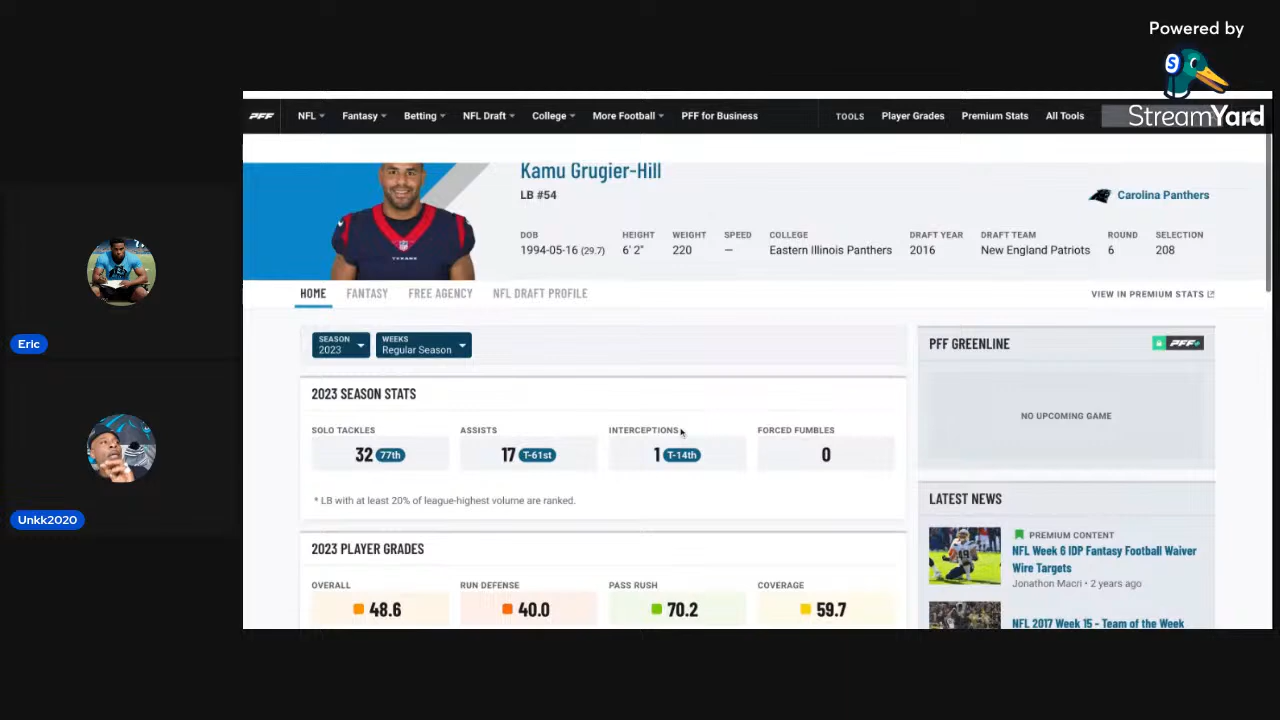 Powered by
StreamYard
PFF NFL Fantasy Betting NFL Draft College More Football PFF for Business TOOLS Player Grades Premium Stats All Tools
Kamu Grugier-Hill
LB #54
Carolina Panthers
DOB HEIGHT WEIGHT SPEED COLLEGE DRAFT YEAR DRAFT TEAM ROUND SELECTION
1994-05-16 (29.7) 6' 2" 220 — Eastern Illinois Panthers 2016 New England Patriots 6 208
TEXANS
HOME FANTASY FREE AGENCY NFL DRAFT PROFILE
VIEW IN PREMIUM STATS
SEASON
2023
WEEKS
Regular Season
2023 SEASON STATS
SOLO TACKLES ASSISTS INTERCEPTIONS FORCED FUMBLES
32 77th 17 T-61st 1 T-14th 0
* LB with at least 20% of league-highest volume are ranked.
2023 PLAYER GRADES
OVERALL RUN DEFENSE PASS RUSH COVERAGE
48.6 40.0 70.2 59.7
PFF GREENLINE
PFF+
NO UPCOMING GAME
LATEST NEWS
PREMIUM CONTENT
NFL Week 6 IDP Fantasy Football Waiver
Wire Targets
Jonathon Macri • 2 years ago
NFL 2017 Week 15 - Team of the Week
Eric
Unkk2020